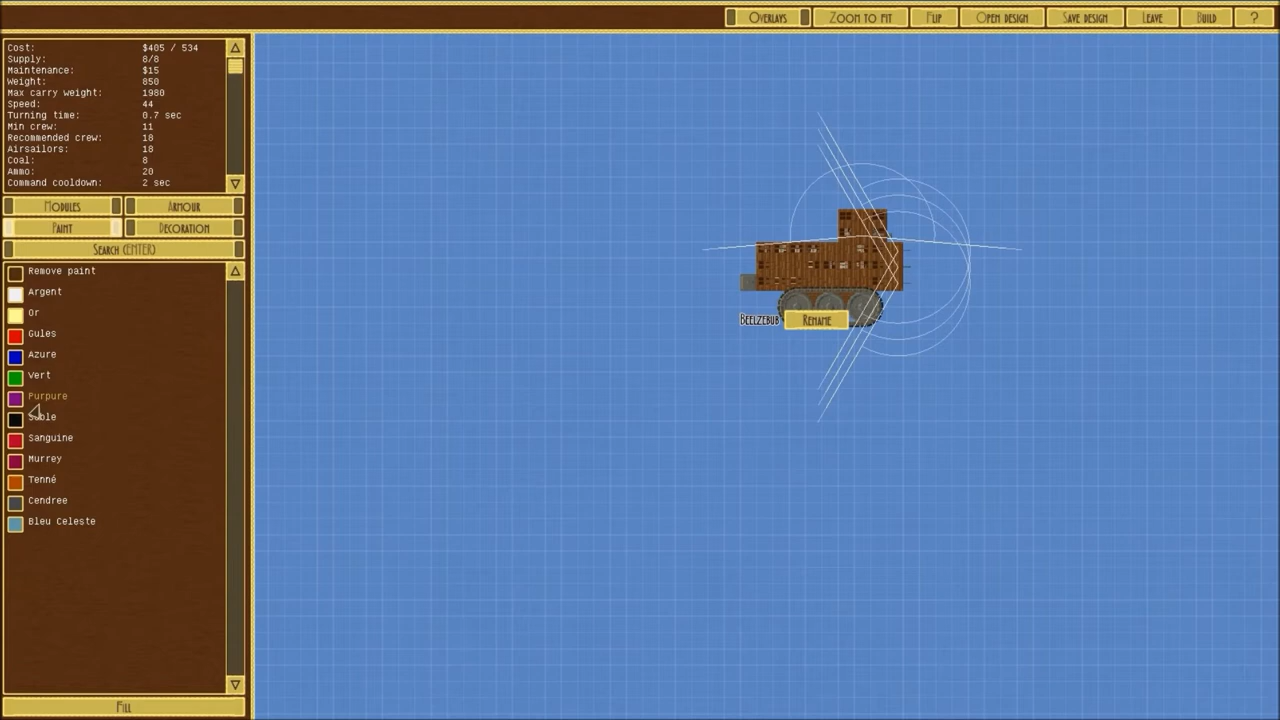 OVERLAYS
ZOOM TO FIT
FLIP
OPEN DESIGN
SAVE DESIGN
LEAVE
BUILD
?
Cost: $405 / 534
Supply: 8/8
Maintenance: $15
Weight: 850
Max carry weight: 1980
Speed: 44
Turning time: 0.7 sec
Min crew: 11
Recommended crew: 18
Airsailors: 18
Coal: 8
Ammo: 20
Command cooldown: 2 sec
MODULES
ARMOUR
PAINT
DECORATION
SEARCH (ENTER)
Remove paint
Argent
Or
Gules
Azure
Vert
Purpure
Sable
Sanguine
Murrey
Tenné
Cendree
Bleu Celeste
FILL
BEELZEBUB
RENAME